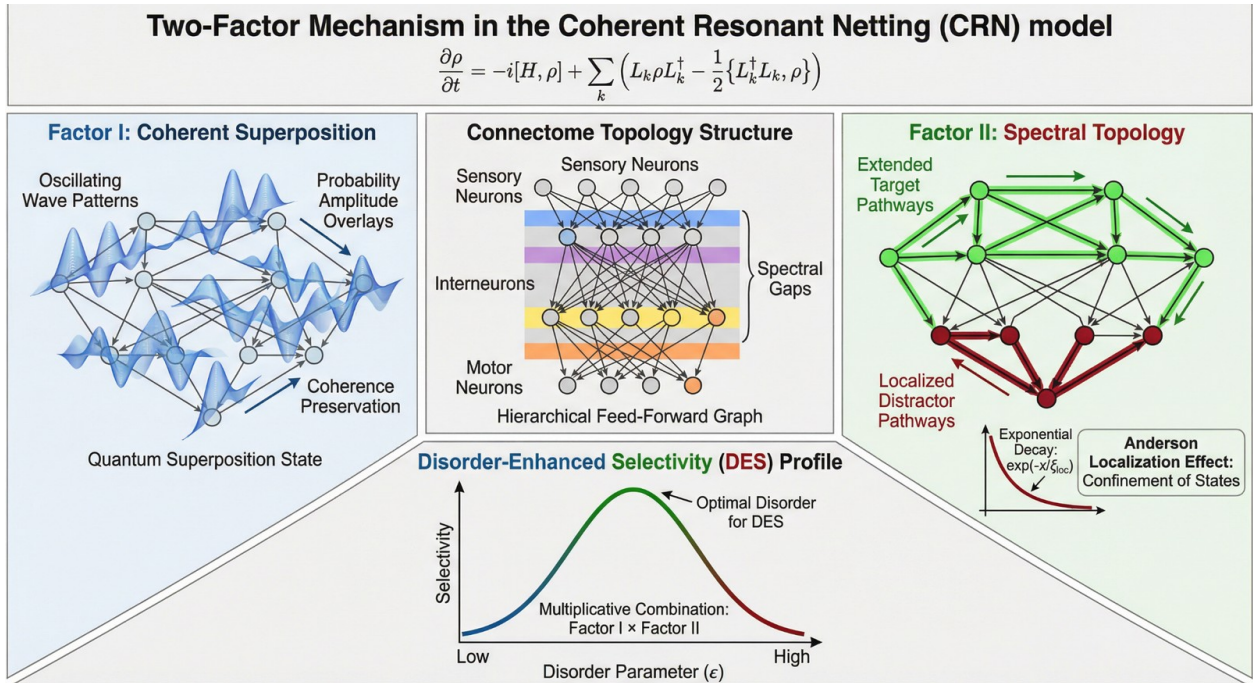 Two-Factor Mechanism in the Coherent Resonant Netting (CRN) model
∂ρ/∂t = -i[H, ρ] + ∑_k (L_kρL_k† - 1/2{L_k†L_k, ρ})
Factor I: Coherent Superposition
Oscillating
Wave Patterns
Probability
Amplitude
Overlays
Coherence
Preservation
Quantum Superposition State
Connectome Topology Structure
Sensory Neurons
Sensory
Neurons
Interneurons
Spectral
Gaps
Motor
Neurons
Hierarchical Feed-Forward Graph
Factor II: Spectral Topology
Extended
Target
Pathways
Localized
Distractor
Pathways
Exponential
Decay:
exp(-x/ξ_loc)
Anderson
Localization Effect:
Confinement of States
Disorder-Enhanced Selectivity (DES) Profile
Optimal Disorder
for DES
Selectivity
Multiplicative Combination:
Factor I × Factor II
Low
High
Disorder Parameter (ϵ)